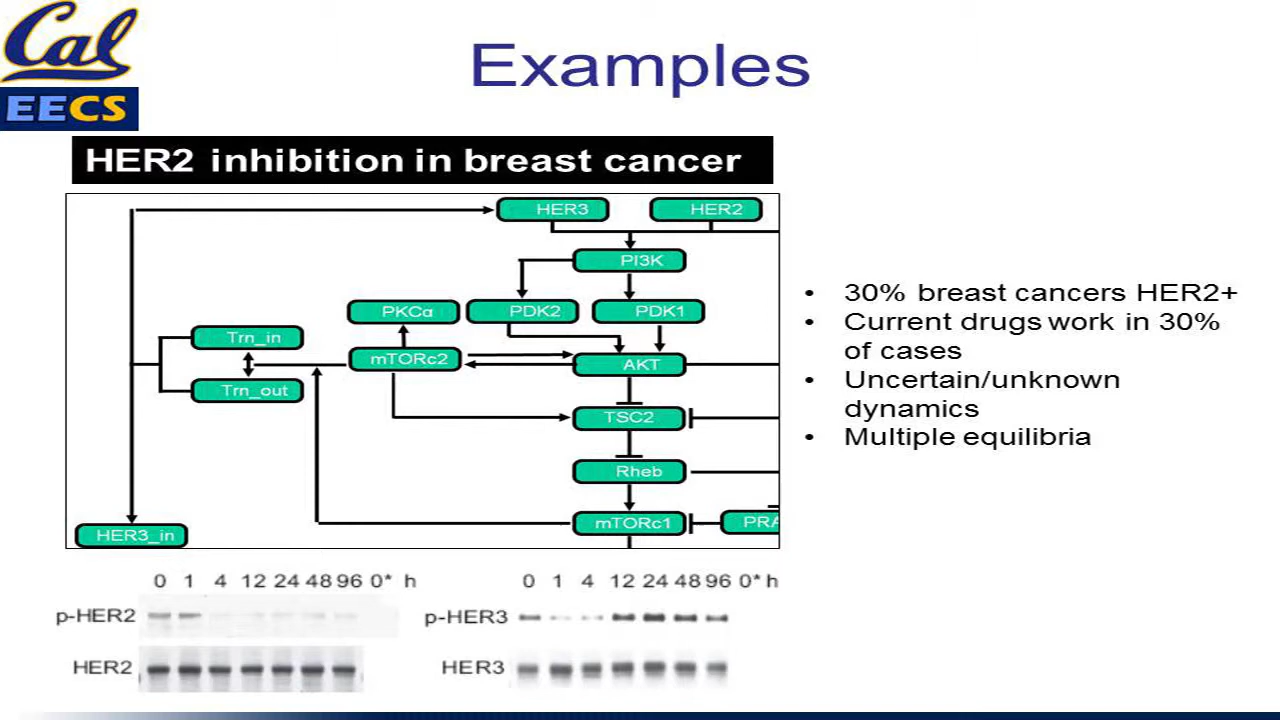 Cal
EECS
Examples
HER2 inhibition in breast cancer
HER3
HER2
PI3K
PKCα
PDK2
PDK1
Trn_in
mTORc2
AKT
Trn_out
TSC2
Rheb
HER3_in
mTORc1
PRA
30% breast cancers HER2+
Current drugs work in 30%
of cases
Uncertain/unknown
dynamics
Multiple equilibria
0 1 4 12 24 48 96 0* h
p-HER2
HER2
0 1 4 12 24 48 96 0* h
p-HER3
HER3